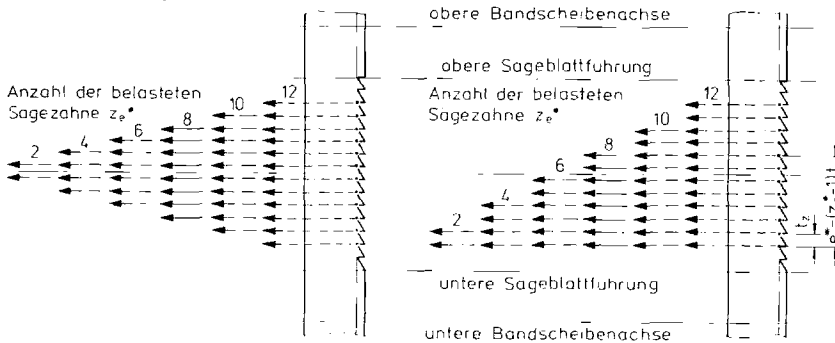 obere Bandscheibenachse
obere Sageblattfuhrung
Anzahl der belasteten
Sagezahne z_e*
2
4
6
8
10
12
Anzahl der belasteten
Sagezahne z_e*
2
4
6
8
10
12
t_z
untere Sageblattfuhrung
untere Bandscheibenachse